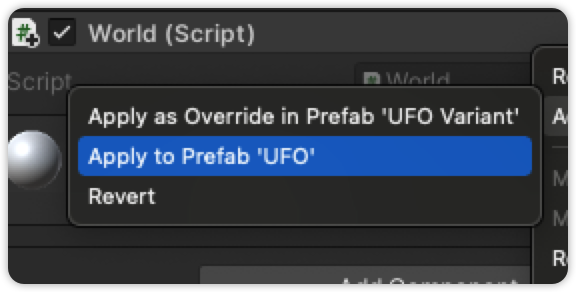 World (Script)
Script
World
Apply as Override in Prefab 'UFO Variant'
Apply to Prefab 'UFO'
Revert
Add Component